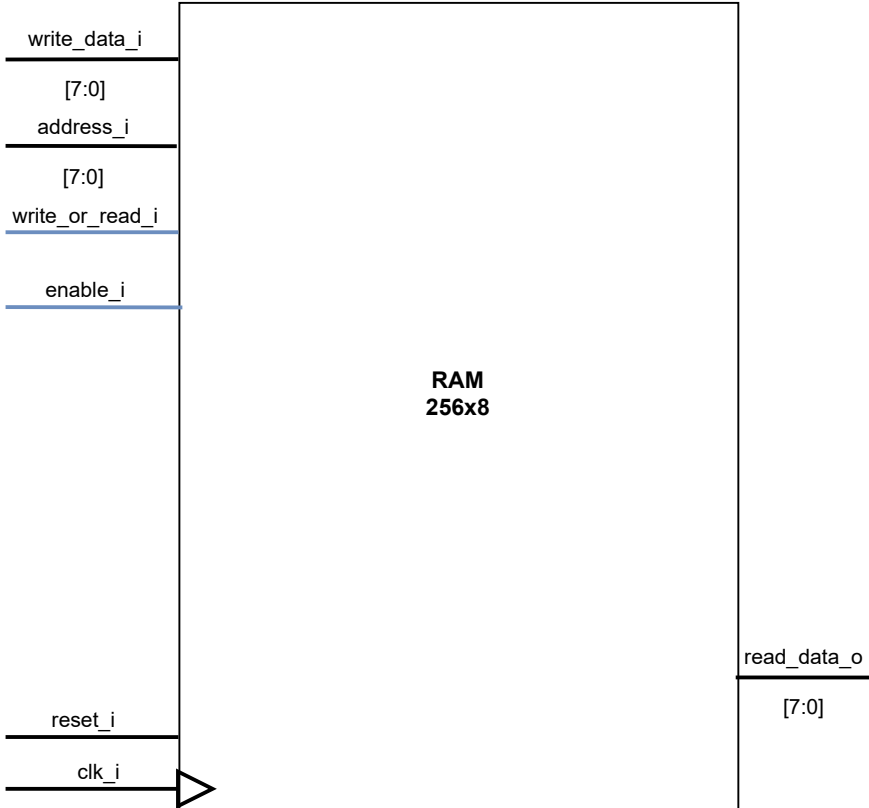 write_data_i
[7:0]
address_i
[7:0]
write_or_read_i
enable_i
RAM
256x8
read_data_o
[7:0]
reset_i
clk_i